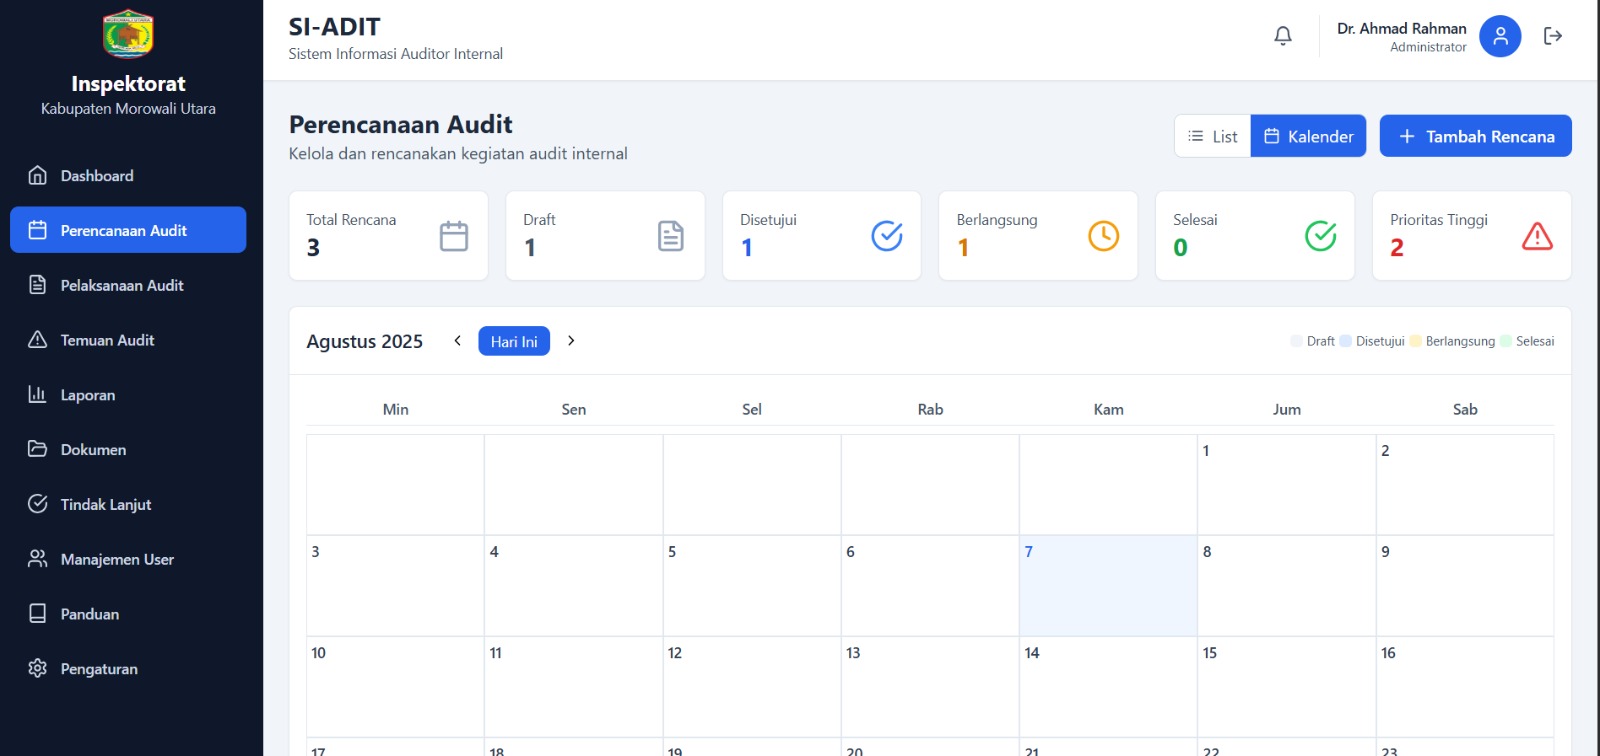 Inspektorat
Kabupaten Morowali Utara
Dashboard
Perencanaan Audit
Pelaksanaan Audit
Temuan Audit
Laporan
Dokumen
Tindak Lanjut
Manajemen User
Panduan
Pengaturan
SI-ADIT
Sistem Informasi Auditor Internal
Dr. Ahmad Rahman
Administrator
Perencanaan Audit
Kelola dan rencanakan kegiatan audit internal
List
Kalender
+ Tambah Rencana
Total Rencana
3
Draft
1
Disetujui
1
Berlangsung
1
Selesai
0
Prioritas Tinggi
2
Agustus 2025 < Hari Ini >
Draft Disetujui Berlangsung Selesai
Min Sen Sel Rab Kam Jum Sab
1 2
3 4 5 6 7 8 9
10 11 12 13 14 15 16
17 18 19 20 21 22 23